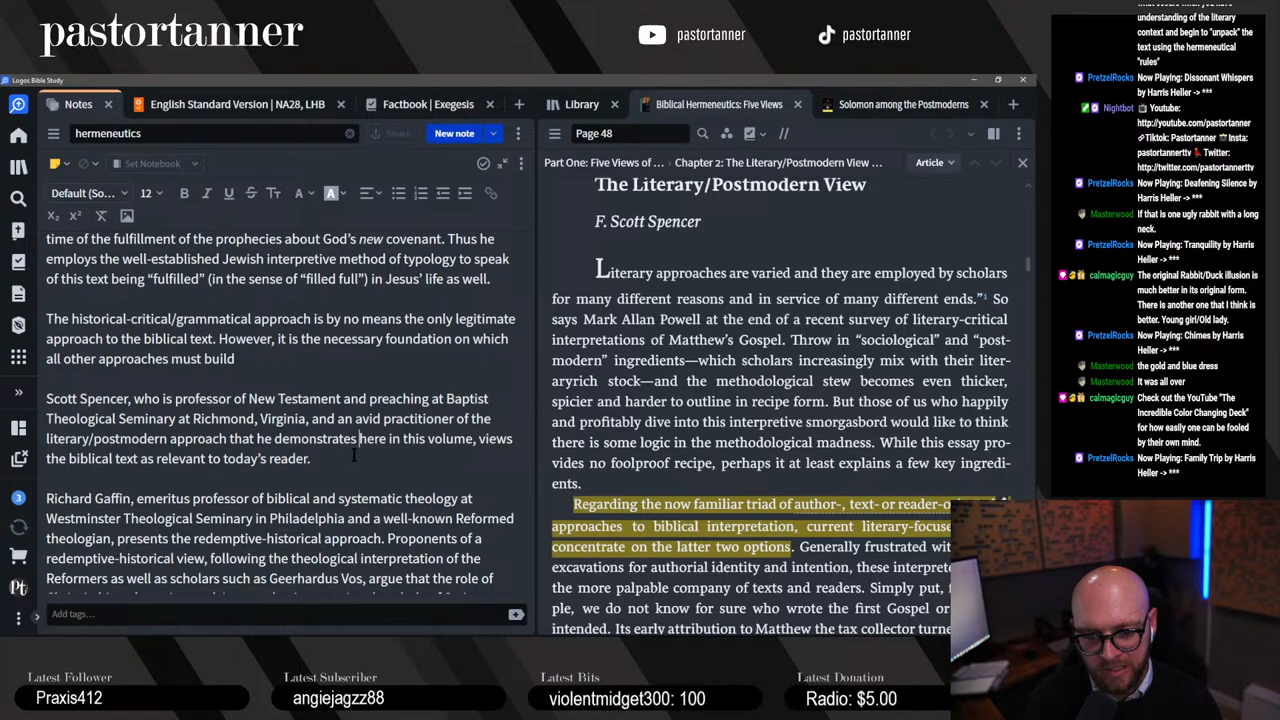 pastortanner
pastortanner
pastortanner
Logos Bible Study
Notes
English Standard Version | NA28, LHB
Factbook | Exegesis
Library
Biblical Hermeneutics: Five Views
Solomon among the Postmoderns
hermeneutics
Share
New note
Page 48
Set Notebook
Part One: Five Views of ... > Chapter 2: The Literary/Postmodern View ...
Article
Default (So...
12
time of the fulfillment of the prophecies about God's new covenant. Thus he
employs the well-established Jewish interpretive method of typology to speak
of this text being "fulfilled" (in the sense of "filled full") in Jesus' life as well.
The historical-critical/grammatical approach is by no means the only legitimate
approach to the biblical text. However, it is the necessary foundation on which
all other approaches must build
Scott Spencer, who is professor of New Testament and preaching at Baptist
Theological Seminary at Richmond, Virginia, and an avid practitioner of the
literary/postmodern approach that he demonstrates here in this volume, views
the biblical text as relevant to today's reader.
Richard Gaffin, emeritus professor of biblical and systematic theology at
Westminster Theological Seminary in Philadelphia and a well-known Reformed
theologian, presents the redemptive-historical approach. Proponents of a
redemptive-historical view, following the theological interpretation of the
Reformers as well as scholars such as Geerhardus Vos, argue that the role of
Add tags...
3
Pt
The Literary/Postmodern View
F. Scott Spencer
Literary approaches are varied and they are employed by scholars
for many different reasons and in service of many different ends."1 So
says Mark Allan Powell at the end of a recent survey of literary-critical
interpretations of Matthew's Gospel. Throw in "sociological" and "post-
modern" ingredients—which scholars increasingly mix with their liter-
aryrich stock—and the methodological stew becomes even thicker,
spicier and harder to outline in recipe form. But those of us who happily
and profitably dive into this interpretive smorgasbord would like to think
there is some logic in the methodological madness. While this essay pro-
vides no foolproof recipe, perhaps it at least explains a few key ingredi-
ents.
Regarding the now familiar triad of author-, text- or reader-
approaches to biblical interpretation, current literary-focuse
concentrate on the latter two options. Generally frustrated wit
excavations for authorial identity and intention, these interpre
the more palpable company of texts and readers. Simply put,
ple, we do not know for sure who wrote the first Gospel or
intended. Its early attribution to Matthew the tax collector turne
understanding of the literary
context and begin to "unpack" the
text using the hermeneutical
"rules"
PretzelRocks Now Playing: Dissonant Whispers
by Harris Heller -> ***
Nightbot Youtube:
http://youtube.com/pastortanner
Tiktok: Pastortanner Insta:
pastortannerttv Twitter:
http://twitter.com/pastortannertv
PretzelRocks Now Playing: Deafening Silence by
Harris Heller -> ***
Masterwood If that is one ugly rabbit with a long
neck.
PretzelRocks Now Playing: Tranquility by Harris
Heller -> ***
calmagicguy The original Rabbit/Duck illusion is
much better in its original form.
There is another one that I think is
better. Young girl/Old lady.
PretzelRocks Now Playing: Chimes by Harris
Heller -> ***
Masterwood the gold and blue dress
Masterwood It was all over
calmagicguy Check out the YouTube "The
Incredible Color Changing Deck"
for how easily one can be fooled
by their own mind.
PretzelRocks Now Playing: Family Trip by Harris
Heller -> ***
Latest Follower
Praxis412
Latest Subscriber
angiejagzz88
Latest Bits
violentmidget300: 100
Latest Donation
Radio: $5.00